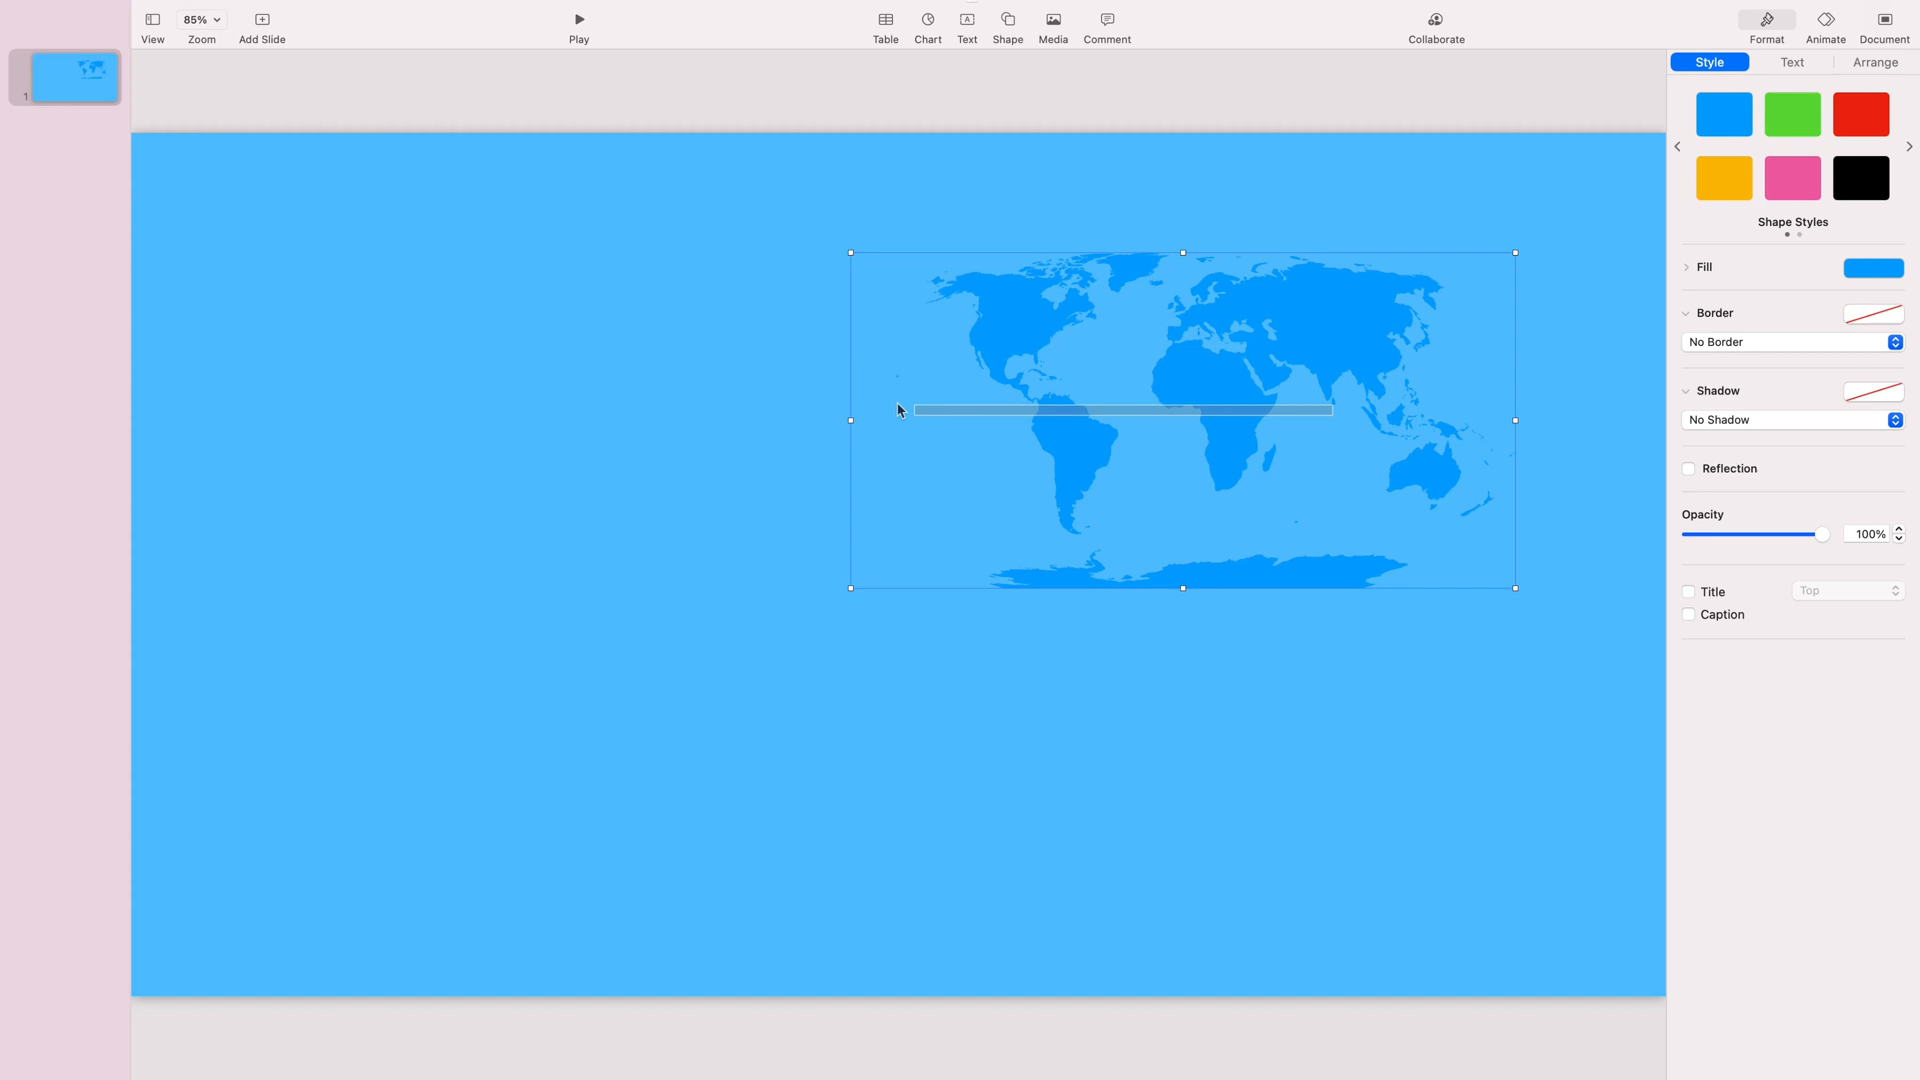 85%
View
Zoom
Add Slide
Play
Table
Chart
Text
Shape
Media
Comment
Collaborate
Format
Animate
Document
Style
Text
Arrange
1
Shape Styles
Fill
Border
No Border
Shadow
No Shadow
Reflection
Opacity
100%
Title
Top
Caption